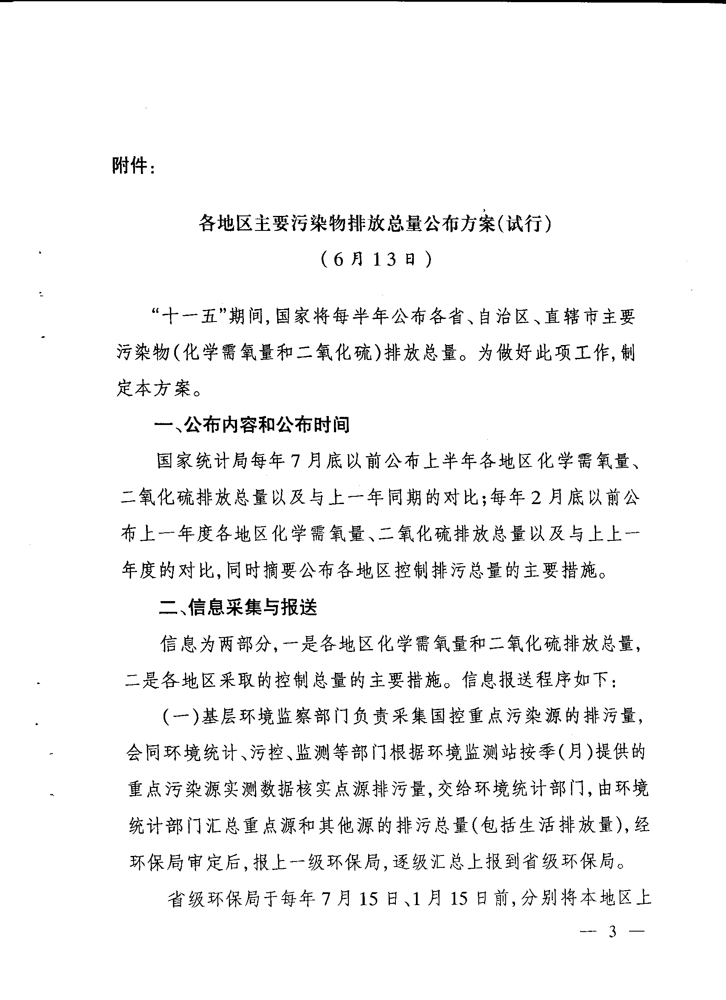 附件：
各地区主要污染物排放总量公布方案(试行)
(6月13日)
“十一五”期间,国家将每半年公布各省、自治区、直辖市主要
污染物(化学需氧量和二氧化硫)排放总量。为做好此项工作,制
定本方案。
一、公布内容和公布时间
国家统计局每年7月底以前公布上半年各地区化学需氧量、
二氧化硫排放总量以及与上一年同期的对比;每年2月底以前公
布上一年度各地区化学需氧量、二氧化硫排放总量以及与上上一
年度的对比,同时摘要公布各地区控制排污总量的主要措施。
二、信息采集与报送
信息为两部分,一是各地区化学需氧量和二氧化硫排放总量,
二是各地区采取的控制总量的主要措施。信息报送程序如下:
(一)基层环境监察部门负责采集国控重点污染源的排污量,
会同环境统计、污控、监测等部门根据环境监测站按季(月)提供的
重点污染源实测数据核实点源排污量,交给环境统计部门,由环境
统计部门汇总重点源和其他源的排污总量(包括生活排放量),经
环保局审定后,报上一级环保局,逐级汇总上报到省级环保局。
省级环保局于每年7月15日、1月15日前,分别将本地区上
— 3 —